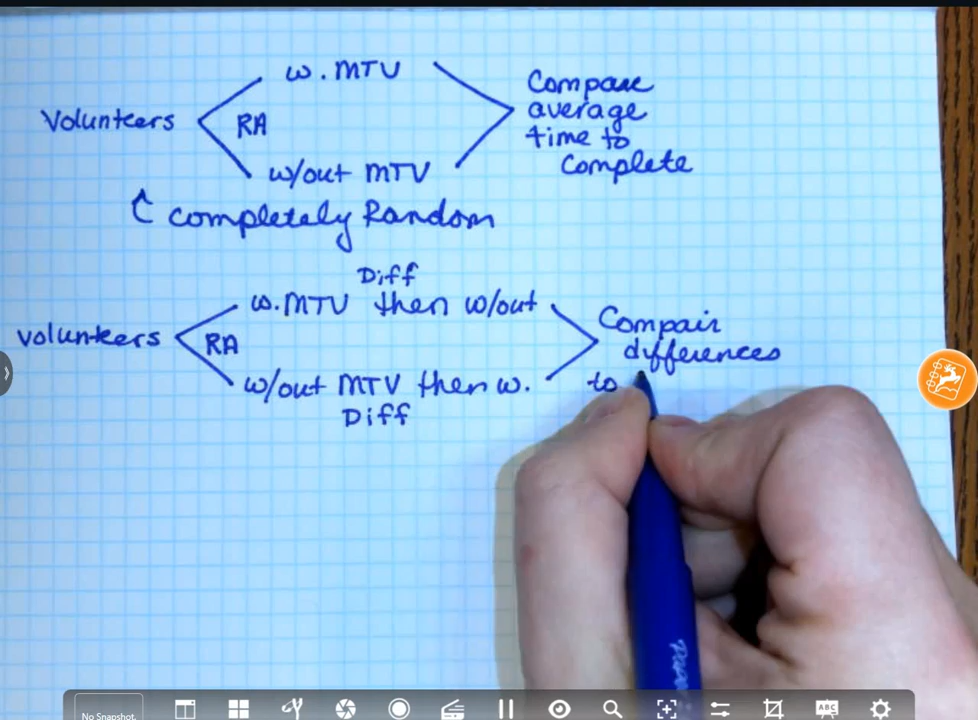 w. MTV
Volunteers RA
w/out MTV
Compare
average
time to
Complete
Completely Random
Diff
w. MTV then w/out
volunteers RA
w/out MTV then w.
Diff
Compair
differences
to
No Snapshot.
ABC